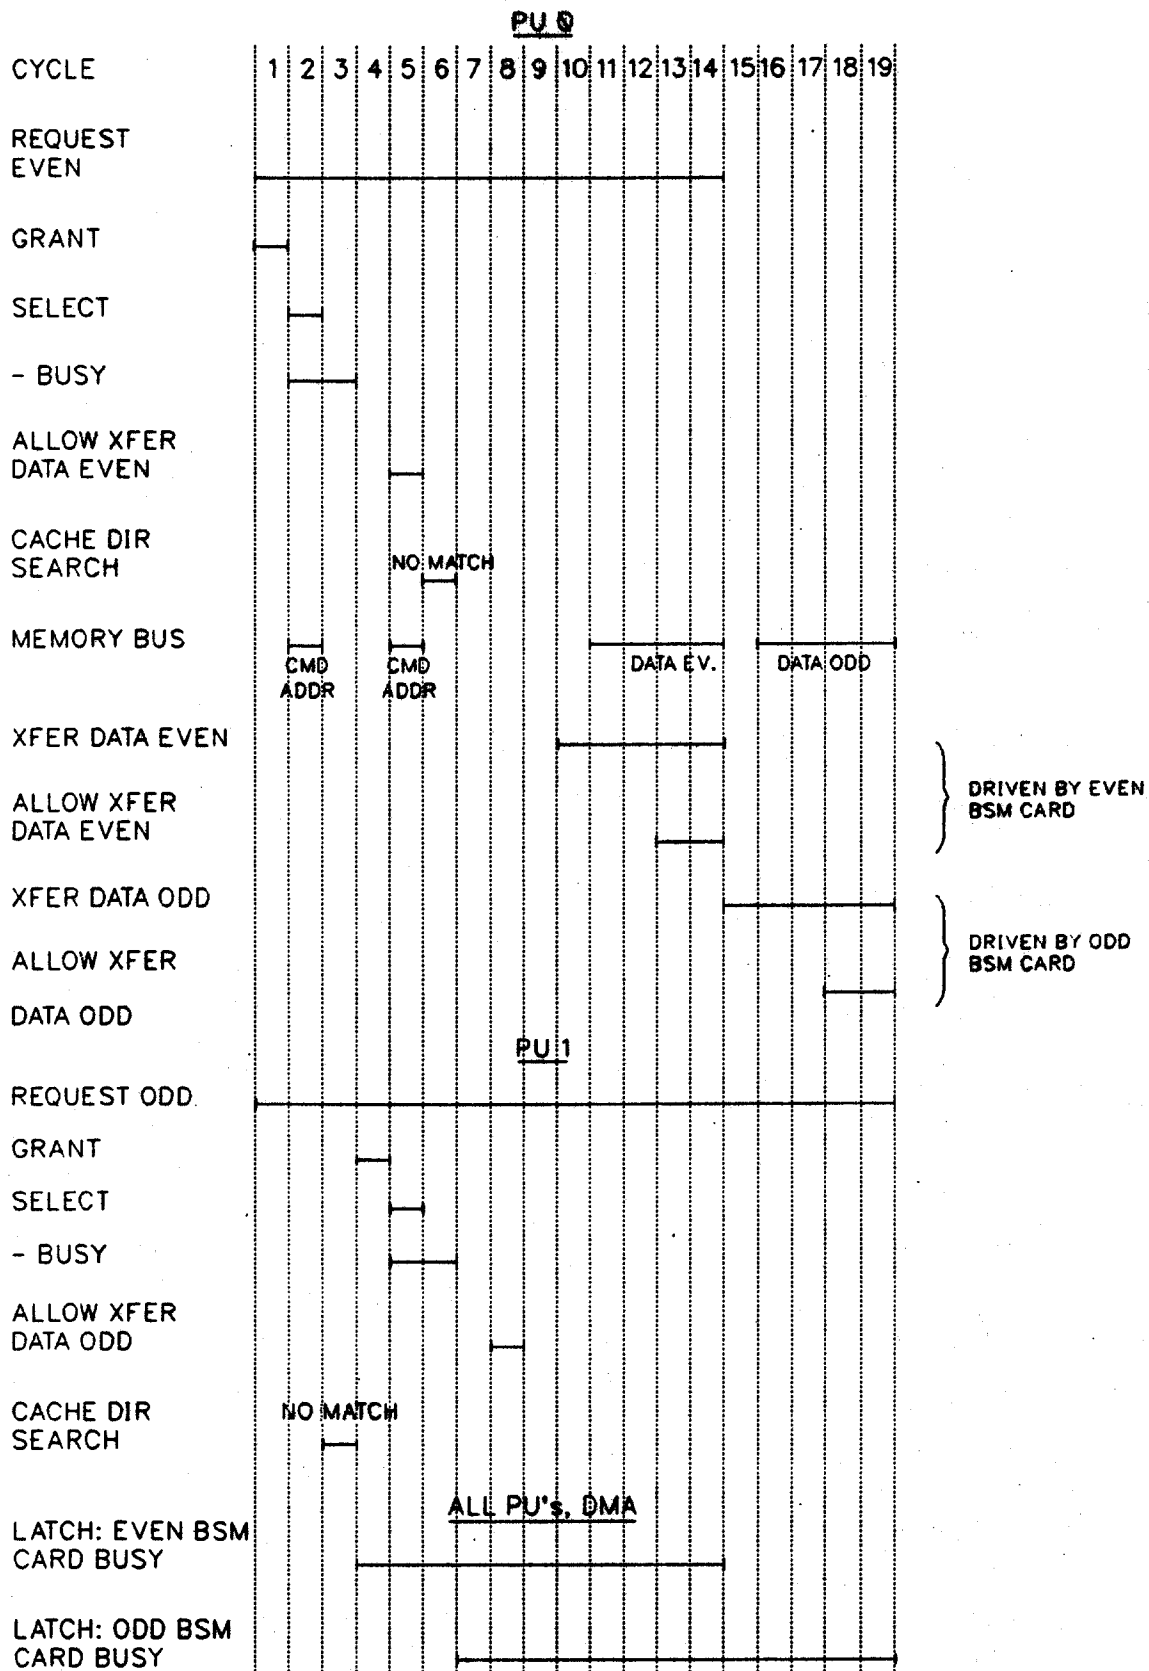 PU 0
CYCLE 1 2 3 4 5 6 7 8 9 10 11 12 13 14 15 16 17 18 19
REQUEST
EVEN
GRANT
SELECT
- BUSY
ALLOW XFER
DATA EVEN
CACHE DIR
SEARCH
NO MATCH
MEMORY BUS
CMD
ADDR
CMD
ADDR
DATA EV.
DATA ODD
XFER DATA EVEN
ALLOW XFER
DATA EVEN
DRIVEN BY EVEN
BSM CARD
XFER DATA ODD
ALLOW XFER
DATA ODD
DRIVEN BY ODD
BSM CARD
PU 1
REQUEST ODD
GRANT
SELECT
- BUSY
ALLOW XFER
DATA ODD
CACHE DIR
SEARCH
NO MATCH
ALL PU's, DMA
LATCH: EVEN BSM
CARD BUSY
LATCH: ODD BSM
CARD BUSY